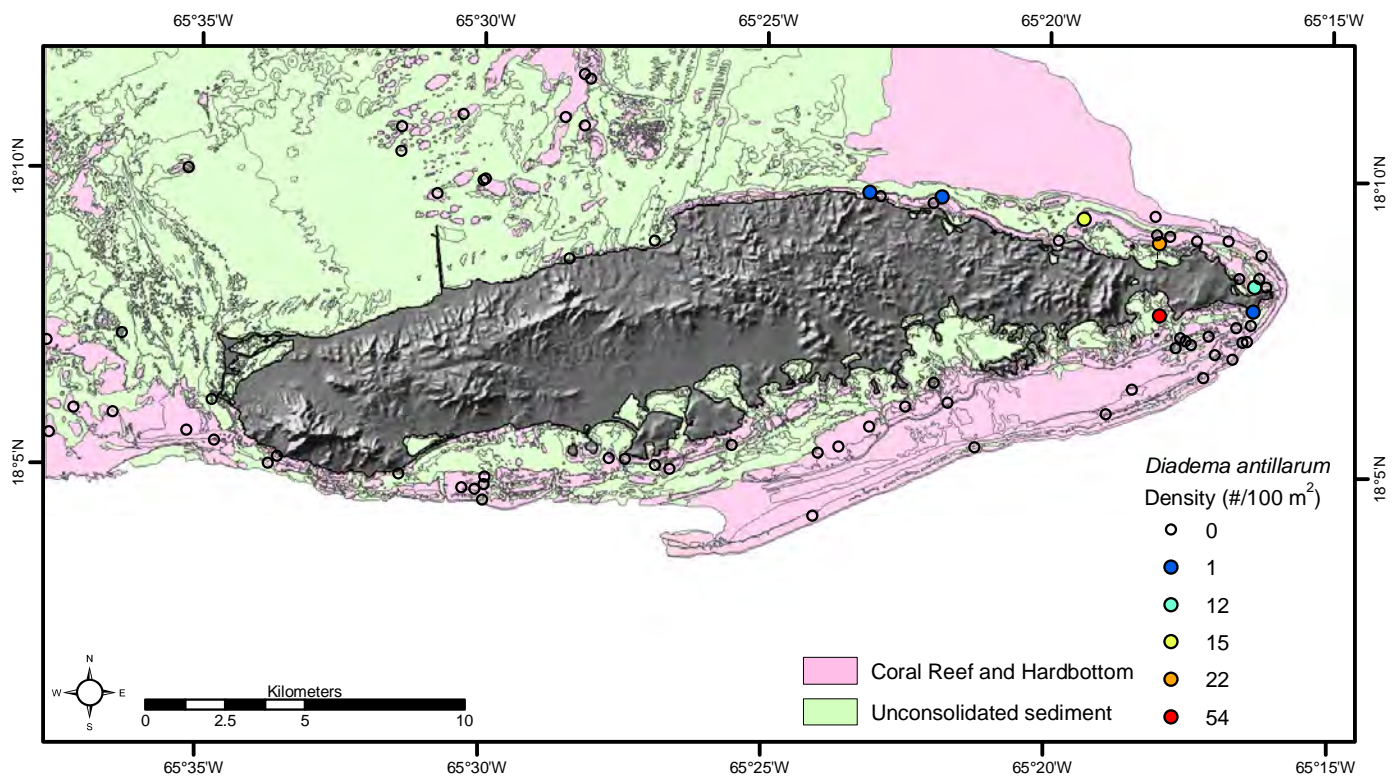 65°35'W 65°30'W 65°25'W 65°20'W 65°15'W
18°10'N
18°10'N
18°5'N
18°5'N
Diadema antillarum
Density (#/100 m²)
0
1
12
15
22
54
Coral Reef and Hardbottom
Unconsolidated sediment
N
W E
S
Kilometers
0 2.5 5 10
65°35'W 65°30'W 65°25'W 65°20'W 65°15'W